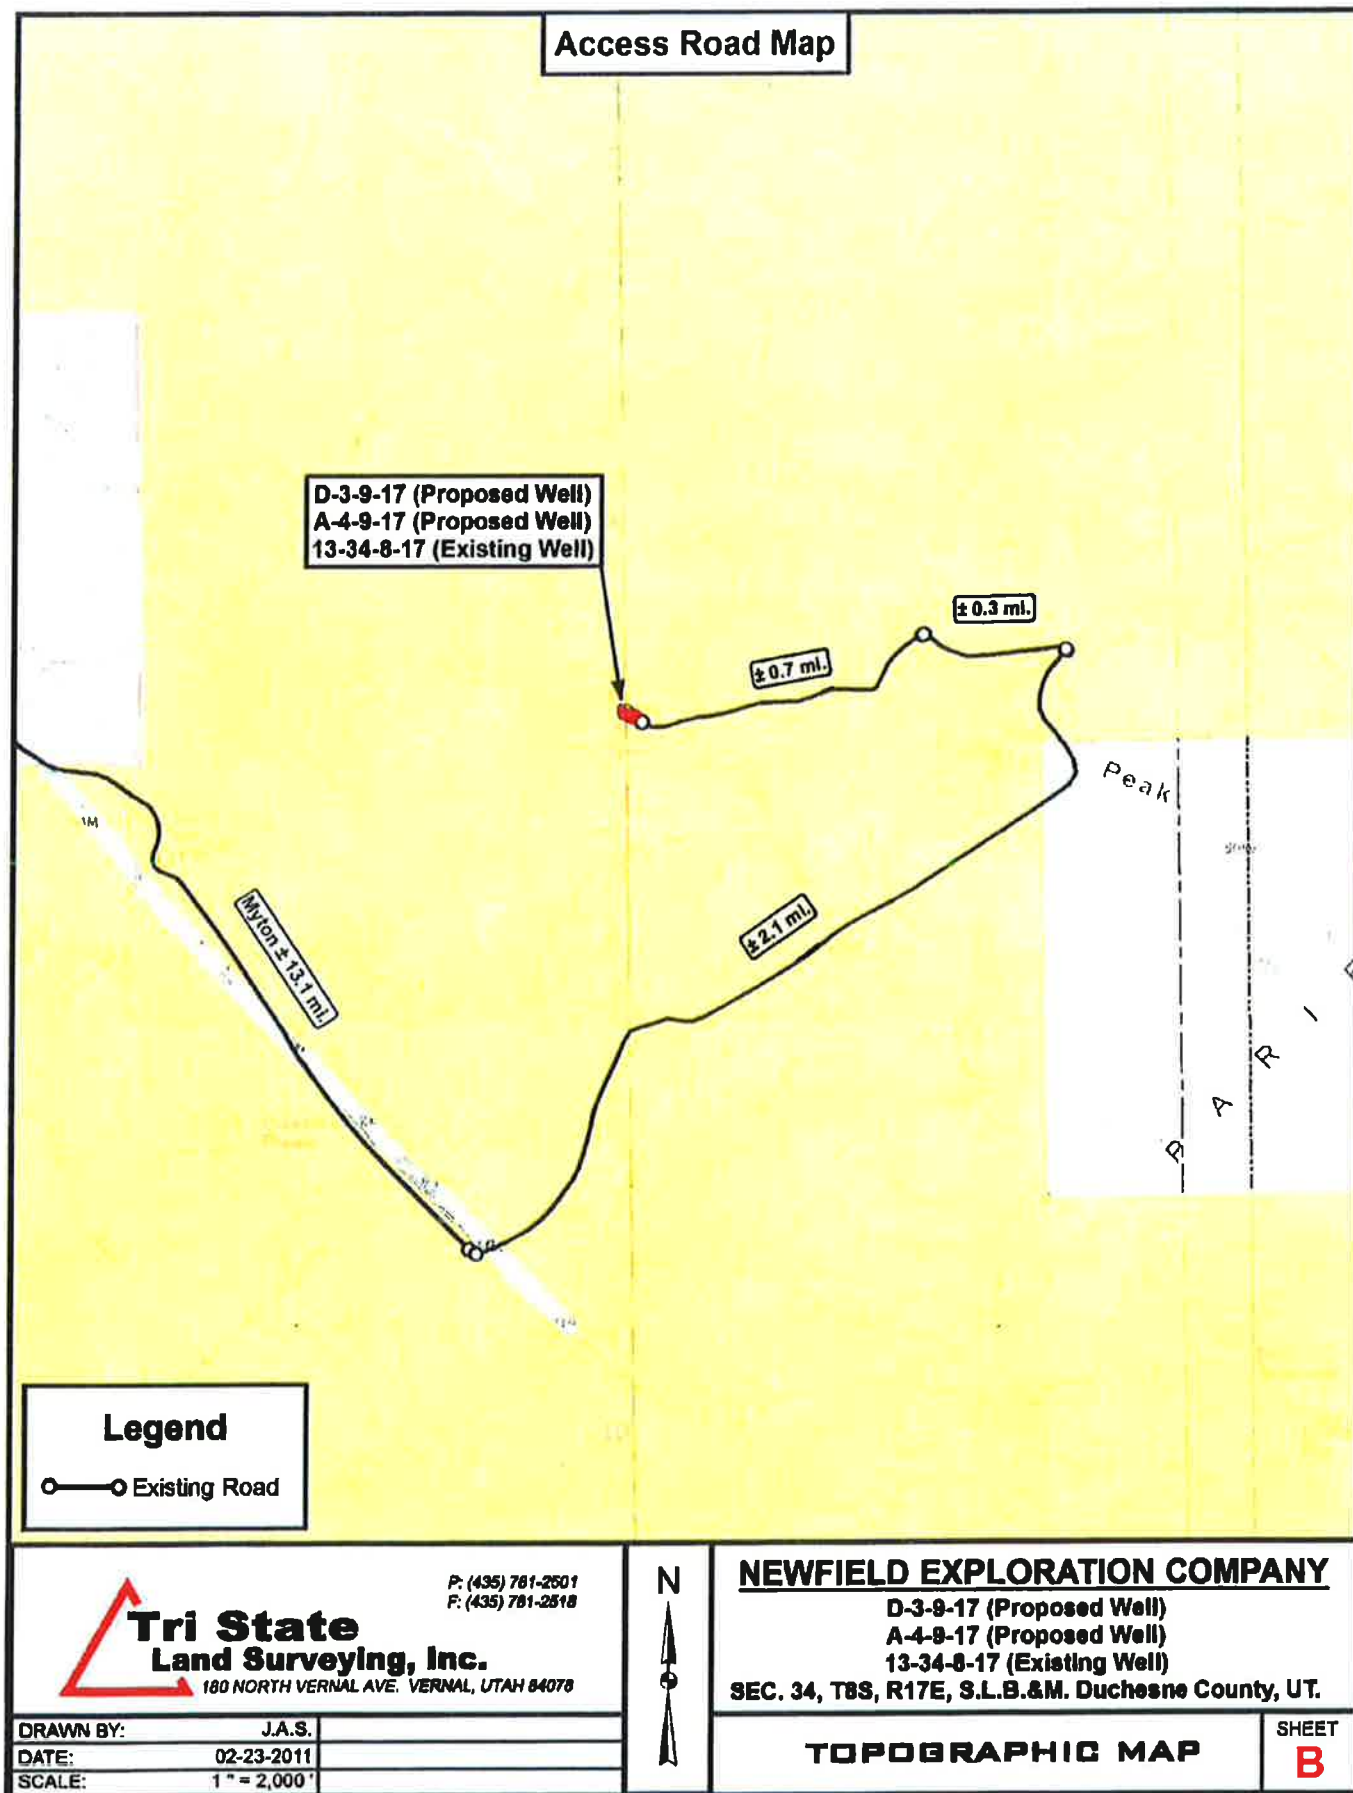 Access Road Map
D-3-9-17 (Proposed Well)
A-4-9-17 (Proposed Well)
13-34-8-17 (Existing Well)
± 0.3 mi.
± 0.7 mi.
Peak
Myton ± 13.1 mi.
± 2.1 mi.
P A R I
Legend
Existing Road
P: (435) 781-2501
F: (435) 781-2518
Tri State
Land Surveying, Inc.
180 NORTH VERNAL AVE. VERNAL, UTAH 84078
N
NEWFIELD EXPLORATION COMPANY
D-3-9-17 (Proposed Well)
A-4-9-17 (Proposed Well)
13-34-8-17 (Existing Well)
SEC. 34, T8S, R17E, S.L.B.&M. Duchesne County, UT.
DRAWN BY: J.A.S.
DATE: 02-23-2011
SCALE: 1 " = 2,000 '
TOPOGRAPHIC MAP
SHEET
B